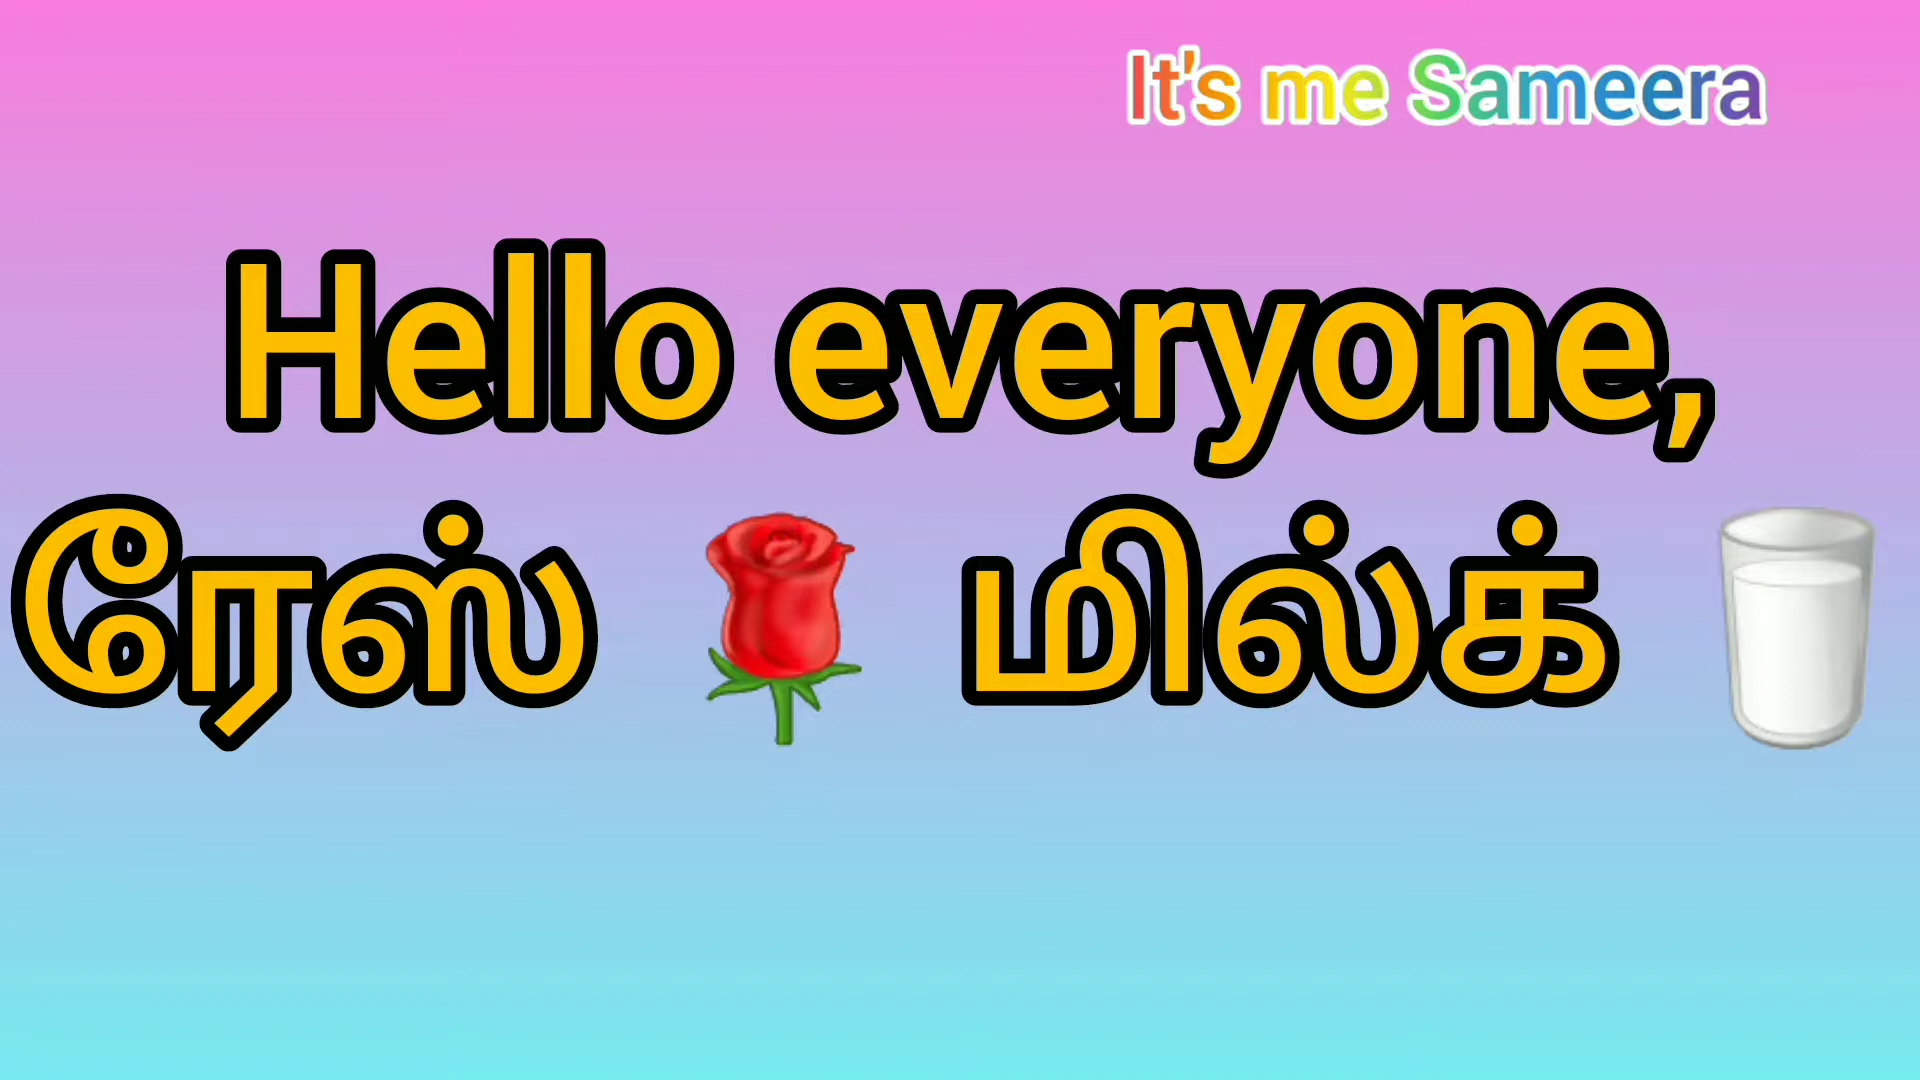 It's me Sameera
Hello everyone,
ரேஸ் 🌹 மில்க் 🥛